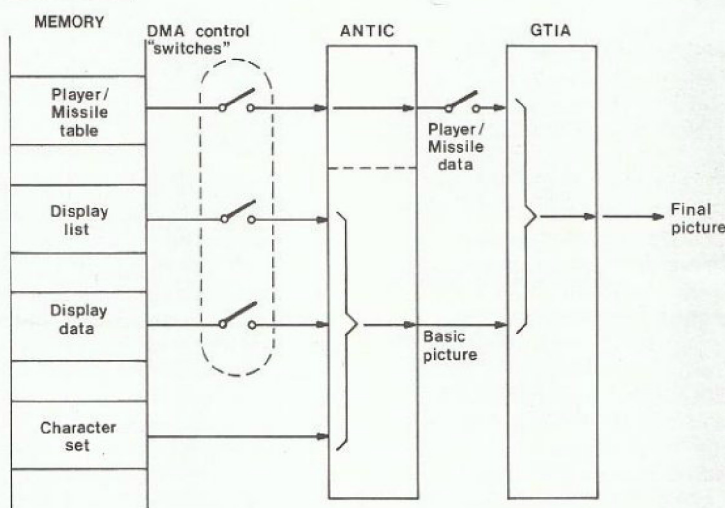 MEMORY
DMA control
"switches"
ANTIC
GTIA
Player/
Missile
table
Player/
Missile
data
Display
list
Final
picture
Display
data
Basic
picture
Character
set